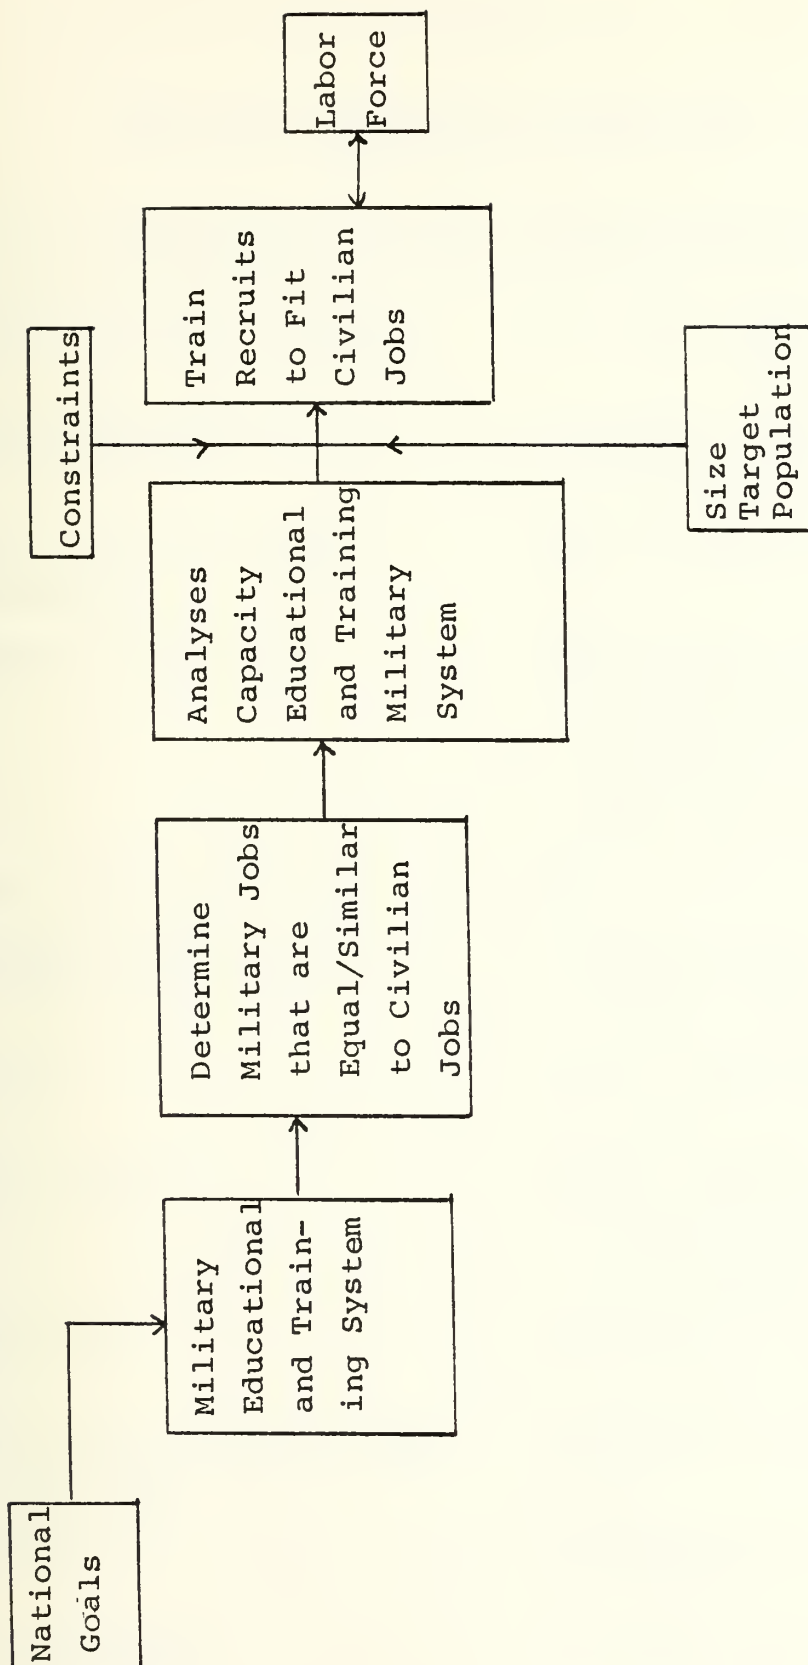 National
Goals
Military
Educational
and Train-
ing System
Determine
Military Jobs
that are
Equal/Similar
to Civilian
Jobs
Analyses
Capacity
Educational
and Training
Military
System
Constraints
Size
Target
Population
Train
Recruits
to Fit
Civilian
Jobs
Labor
Force